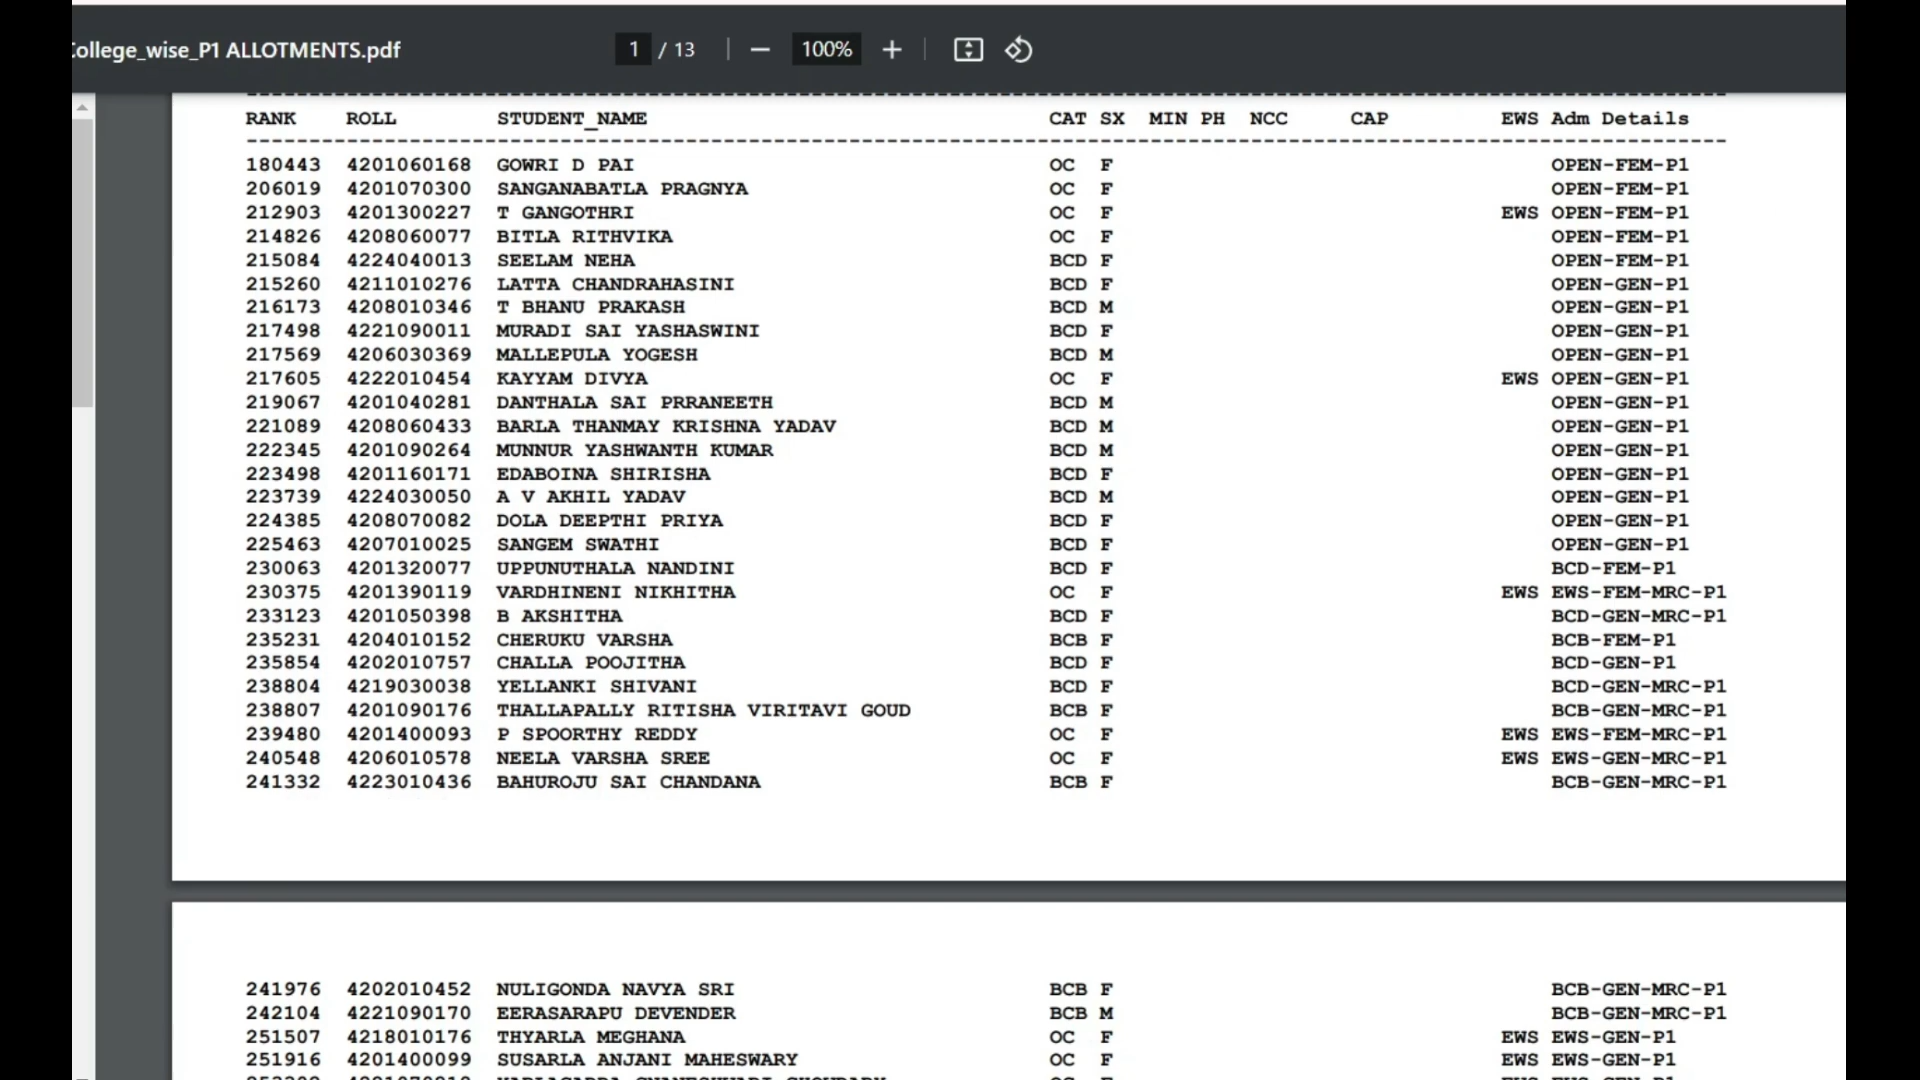 College_wise_P1 ALLOTMENTS.pdf 1 / 13 100%
RANK ROLL STUDENT_NAME CAT SX MIN PH NCC CAP EWS Adm Details
180443 4201060168 GOWRI D PAI OC F OPEN-FEM-P1
206019 4201070300 SANGANABATLA PRAGNYA OC F OPEN-FEM-P1
212903 4201300227 T GANGOTHRI OC F EWS OPEN-FEM-P1
214826 4208060077 BITLA RITHVIKA OC F OPEN-FEM-P1
215084 4224040013 SEELAM NEHA BCD F OPEN-FEM-P1
215260 4211010276 LATTA CHANDRAHASINI BCD F OPEN-GEN-P1
216173 4208010346 T BHANU PRAKASH BCD M OPEN-GEN-P1
217498 4221090011 MURADI SAI YASHASWINI BCD F OPEN-GEN-P1
217569 4206030369 MALLEPULA YOGESH BCD M OPEN-GEN-P1
217605 4222010454 KAYYAM DIVYA OC F EWS OPEN-GEN-P1
219067 4201040281 DANTHALA SAI PRRANEETH BCD M OPEN-GEN-P1
221089 4208060433 BARLA THANMAY KRISHNA YADAV BCD M OPEN-GEN-P1
222345 4201090264 MUNNUR YASHWANTH KUMAR BCD M OPEN-GEN-P1
223498 4201160171 EDABOINA SHIRISHA BCD F OPEN-GEN-P1
223739 4224030050 A V AKHIL YADAV BCD M OPEN-GEN-P1
224385 4208070082 DOLA DEEPTHI PRIYA BCD F OPEN-GEN-P1
225463 4207010025 SANGEM SWATHI BCD F OPEN-GEN-P1
230063 4201320077 UPPUNUTHALA NANDINI BCD F BCD-FEM-P1
230375 4201390119 VARDHINENI NIKHITHA OC F EWS EWS-FEM-MRC-P1
233123 4201050398 B AKSHITHA BCD F BCD-GEN-MRC-P1
235231 4204010152 CHERUKU VARSHA BCB F BCB-FEM-P1
235854 4202010757 CHALLA POOJITHA BCD F BCD-GEN-P1
238804 4219030038 YELLANKI SHIVANI BCD F BCD-GEN-MRC-P1
238807 4201090176 THALLAPALLY RITISHA VIRITAVI GOUD BCB F BCB-GEN-MRC-P1
239480 4201400093 P SPOORTHY REDDY OC F EWS EWS-FEM-MRC-P1
240548 4206010578 NEELA VARSHA SREE OC F EWS EWS-GEN-MRC-P1
241332 4223010436 BAHUROJU SAI CHANDANA BCB F BCB-GEN-MRC-P1
241976 4202010452 NULIGONDA NAVYA SRI BCB F BCB-GEN-MRC-P1
242104 4221090170 EERASARAPU DEVENDER BCB M BCB-GEN-MRC-P1
251507 4218010176 THYARLA MEGHANA OC F EWS EWS-GEN-P1
251916 4201400099 SUSARLA ANJANI MAHESWARY OC F EWS EWS-GEN-P1